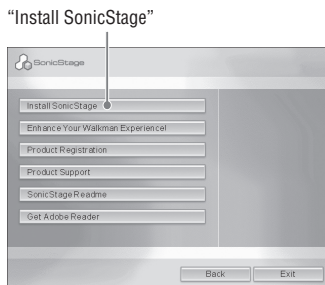 “Install SonicStage”
SonicStage
Install SonicStage
Enhance Your Walkman Experience!
Product Registration
Product Support
SonicStage Readme
Get Adobe Reader
Back
Exit